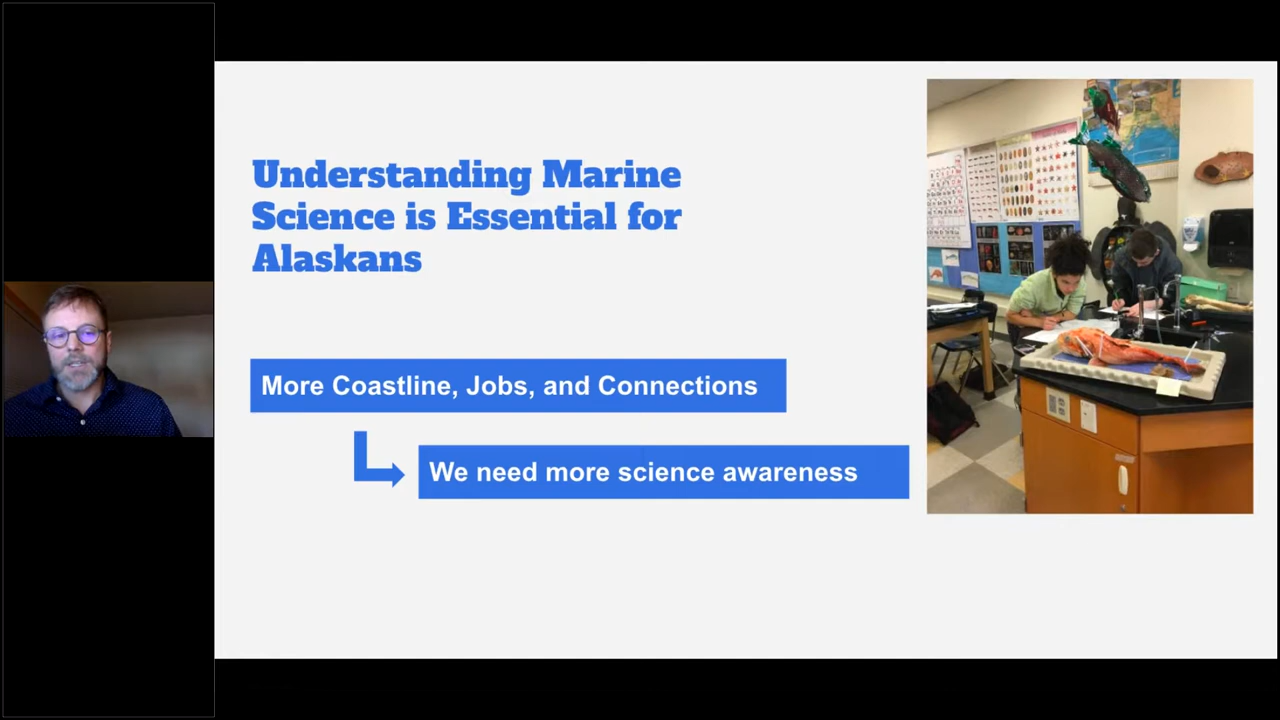 Understanding Marine
Science is Essential for
Alaskans
More Coastline, Jobs, and Connections
We need more science awareness